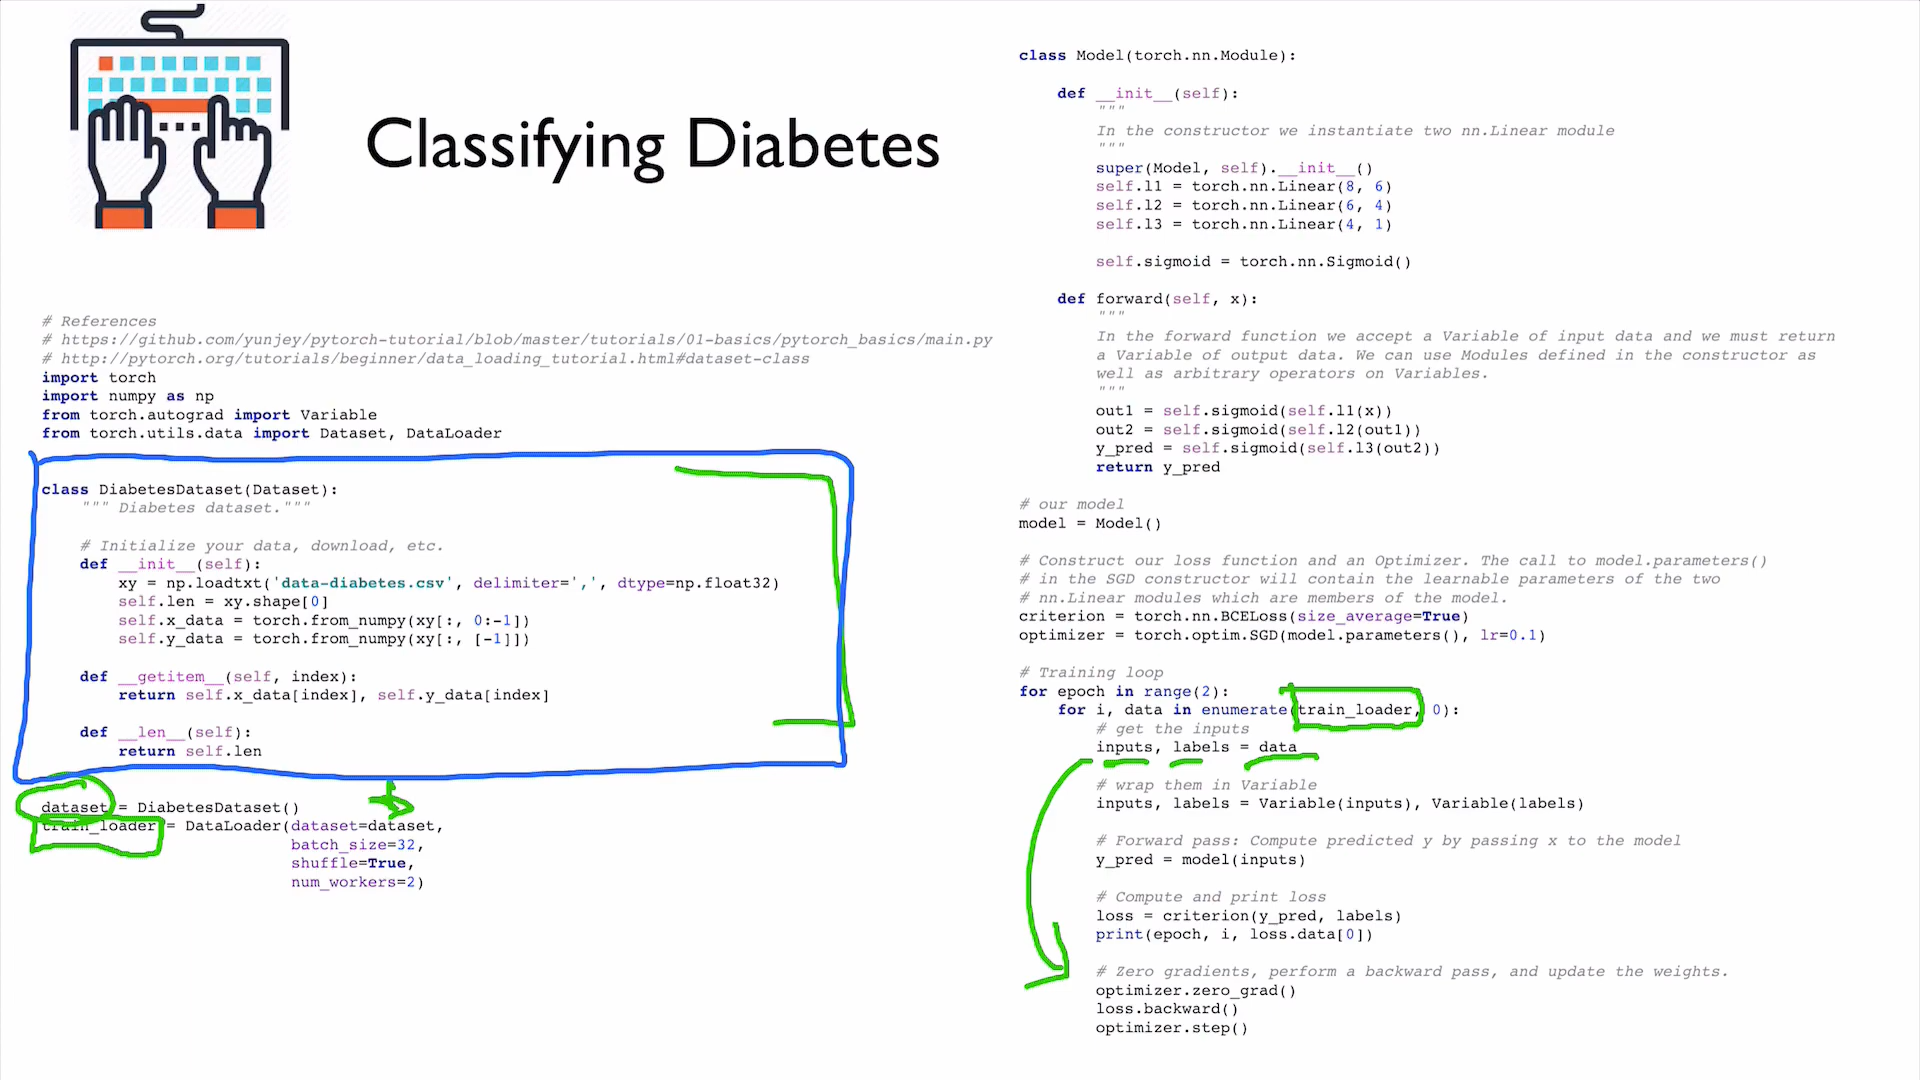 Classifying Diabetes
# References
# https://github.com/yunjey/pytorch-tutorial/blob/master/tutorials/01-basics/pytorch_basics/main.py
# http://pytorch.org/tutorials/beginner/data_loading_tutorial.html#dataset-class
import torch
import numpy as np
from torch.autograd import Variable
from torch.utils.data import Dataset, DataLoader
class DiabetesDataset(Dataset):
""" Diabetes dataset."""
# Initialize your data, download, etc.
def __init__(self):
xy = np.loadtxt('data-diabetes.csv', delimiter=',', dtype=np.float32)
self.len = xy.shape[0]
self.x_data = torch.from_numpy(xy[:, 0:-1])
self.y_data = torch.from_numpy(xy[:, [-1]])
def __getitem__(self, index):
return self.x_data[index], self.y_data[index]
def __len__(self):
return self.len
dataset = DiabetesDataset()
train_loader = DataLoader(dataset=dataset,
batch_size=32,
shuffle=True,
num_workers=2)
class Model(torch.nn.Module):
def __init__(self):
"""
In the constructor we instantiate two nn.Linear module
"""
super(Model, self).__init__()
self.l1 = torch.nn.Linear(8, 6)
self.l2 = torch.nn.Linear(6, 4)
self.l3 = torch.nn.Linear(4, 1)
self.sigmoid = torch.nn.Sigmoid()
def forward(self, x):
"""
In the forward function we accept a Variable of input data and we must return
a Variable of output data. We can use Modules defined in the constructor as
well as arbitrary operators on Variables.
"""
out1 = self.sigmoid(self.l1(x))
out2 = self.sigmoid(self.l2(out1))
y_pred = self.sigmoid(self.l3(out2))
return y_pred
# our model
model = Model()
# Construct our loss function and an Optimizer. The call to model.parameters()
# in the SGD constructor will contain the learnable parameters of the two
# nn.Linear modules which are members of the model.
criterion = torch.nn.BCELoss(size_average=True)
optimizer = torch.optim.SGD(model.parameters(), lr=0.1)
# Training loop
for epoch in range(2):
for i, data in enumerate(train_loader, 0):
# get the inputs
inputs, labels = data
# wrap them in Variable
inputs, labels = Variable(inputs), Variable(labels)
# Forward pass: Compute predicted y by passing x to the model
y_pred = model(inputs)
# Compute and print loss
loss = criterion(y_pred, labels)
print(epoch, i, loss.data[0])
# Zero gradients, perform a backward pass, and update the weights.
optimizer.zero_grad()
loss.backward()
optimizer.step()